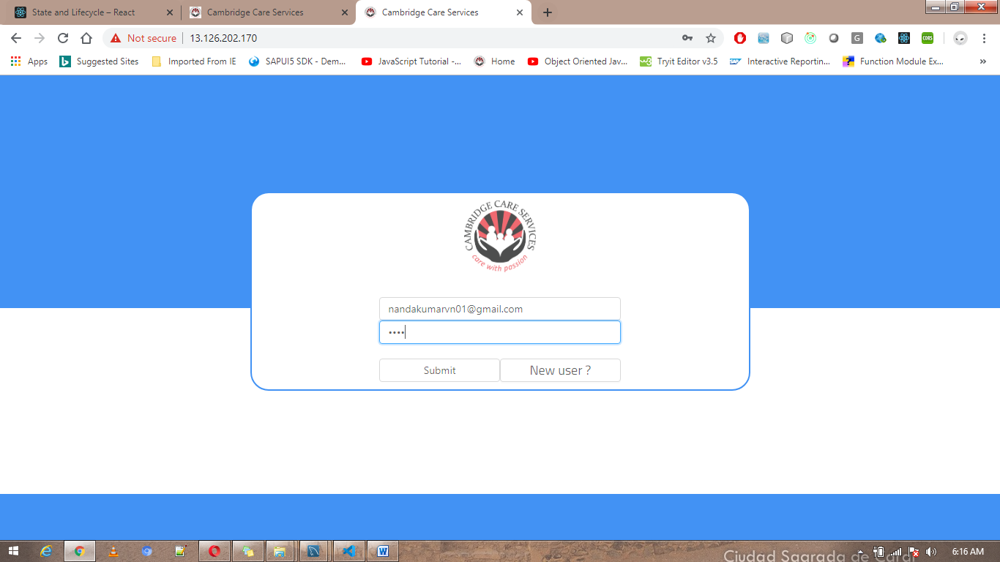 State and Lifecycle – React
Cambridge Care Services
Cambridge Care Services
Not secure
13.126.202.170
G
CORS
Apps
Suggested Sites
Imported From IE
SAPUI5 SDK - Dem...
JavaScript Tutorial -...
Home
Object Oriented Jav...
Tryit Editor v3.5
Interactive Reportin...
Function Module Ex...
»
CAMBRIDGE CARE SERVICES
care with passion
nandakumarvn01@gmail.com
••••
Submit
New user ?
Ciudad Sagrada de Caral
6:16 AM